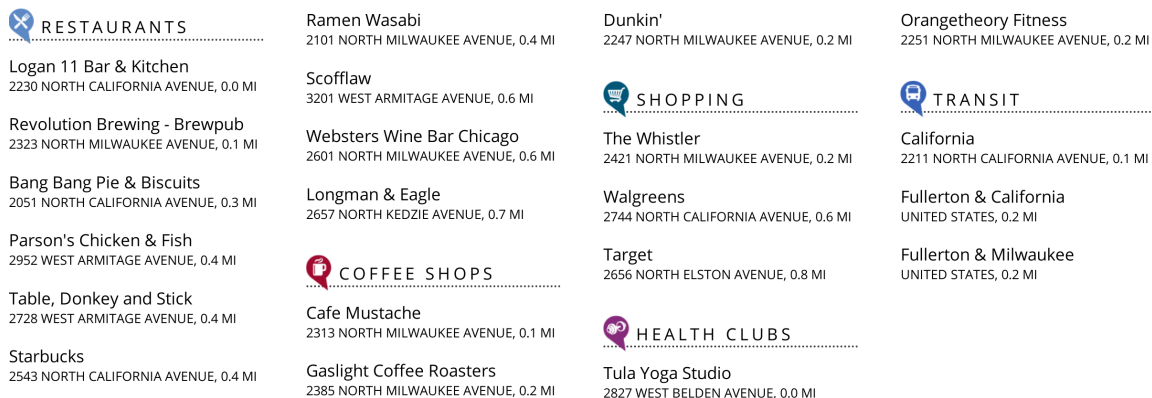 RESTAURANTS
Logan 11 Bar & Kitchen
2230 NORTH CALIFORNIA AVENUE, 0.0 MI
Revolution Brewing - Brewpub
2323 NORTH MILWAUKEE AVENUE, 0.1 MI
Bang Bang Pie & Biscuits
2051 NORTH CALIFORNIA AVENUE, 0.3 MI
Parson's Chicken & Fish
2952 WEST ARMITAGE AVENUE, 0.4 MI
Table, Donkey and Stick
2728 WEST ARMITAGE AVENUE, 0.4 MI
Starbucks
2543 NORTH CALIFORNIA AVENUE, 0.4 MI
Ramen Wasabi
2101 NORTH MILWAUKEE AVENUE, 0.4 MI
Scofflaw
3201 WEST ARMITAGE AVENUE, 0.6 MI
Websters Wine Bar Chicago
2601 NORTH MILWAUKEE AVENUE, 0.6 MI
Longman & Eagle
2657 NORTH KEDZIE AVENUE, 0.7 MI
COFFEE SHOPS
Cafe Mustache
2313 NORTH MILWAUKEE AVENUE, 0.1 MI
Gaslight Coffee Roasters
2385 NORTH MILWAUKEE AVENUE, 0.2 MI
Dunkin'
2247 NORTH MILWAUKEE AVENUE, 0.2 MI
SHOPPING
The Whistler
2421 NORTH MILWAUKEE AVENUE, 0.2 MI
Walgreens
2744 NORTH CALIFORNIA AVENUE, 0.6 MI
Target
2656 NORTH ELSTON AVENUE, 0.8 MI
HEALTH CLUBS
Tula Yoga Studio
2827 WEST BELDEN AVENUE, 0.0 MI
Orangetheory Fitness
2251 NORTH MILWAUKEE AVENUE, 0.2 MI
TRANSIT
California
2211 NORTH CALIFORNIA AVENUE, 0.1 MI
Fullerton & California
UNITED STATES, 0.2 MI
Fullerton & Milwaukee
UNITED STATES, 0.2 MI